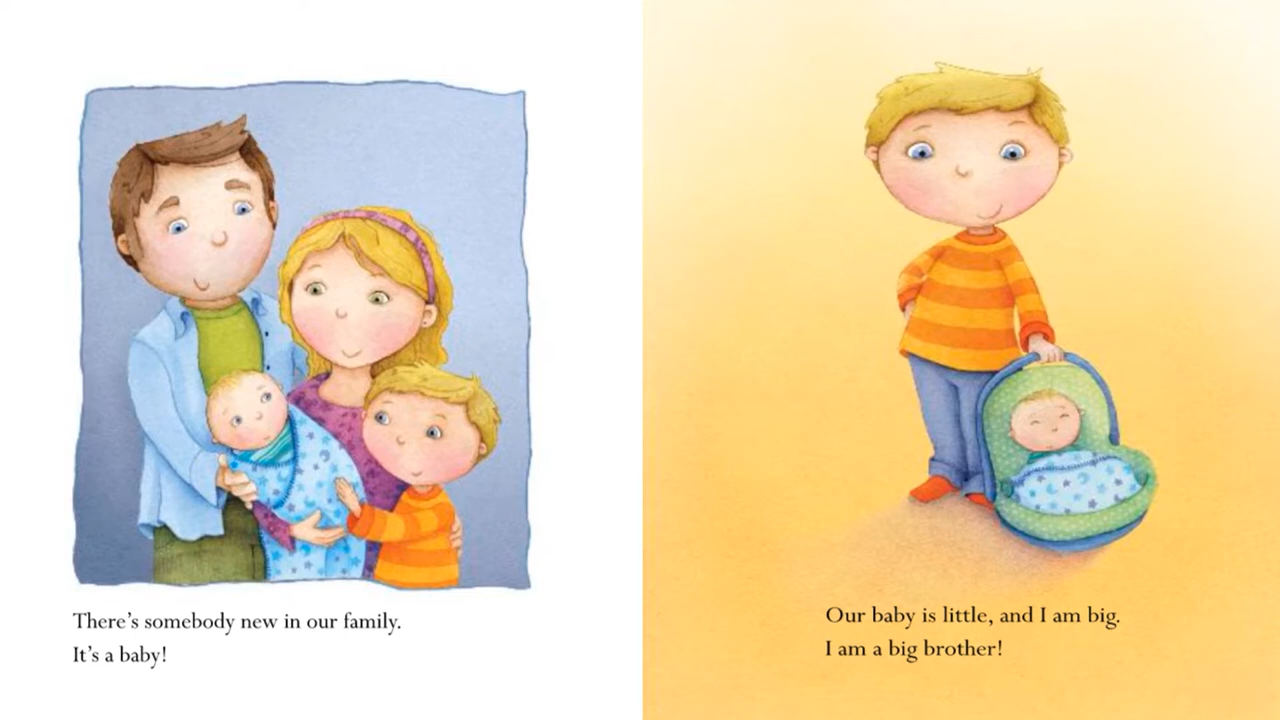 There’s somebody new in our family.
It’s a baby!
Our baby is little, and I am big.
I am a big brother!